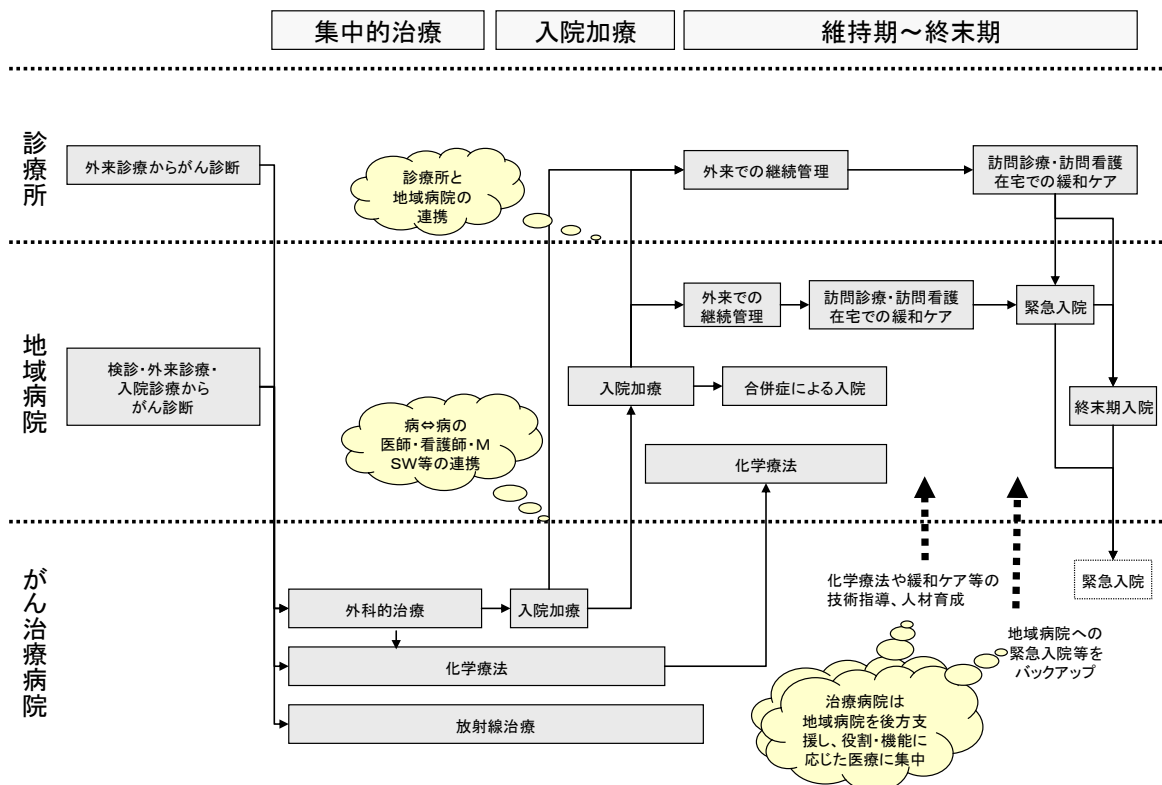 集中的治療
入院加療
維持期～終末期
診療所
外来診療からがん診断
診療所と
地域病院の
連携
外来での継続管理
訪問診療・訪問看護
在宅での緩和ケア
地域病院
検診・外来診療・
入院診療から
がん診断
外来での
継続管理
訪問診療・訪問看護
在宅での緩和ケア
緊急入院
入院加療
合併症による入院
終末期入院
病⇔病の
医師・看護師・M
SW等の連携
化学療法
がん治療病院
外科的治療
入院加療
化学療法
放射線治療
化学療法や緩和ケア等の
技術指導、人材育成
緊急入院
地域病院への
緊急入院等を
バックアップ
治療病院は
地域病院を後方支
援し、役割・機能に
応じた医療に集中